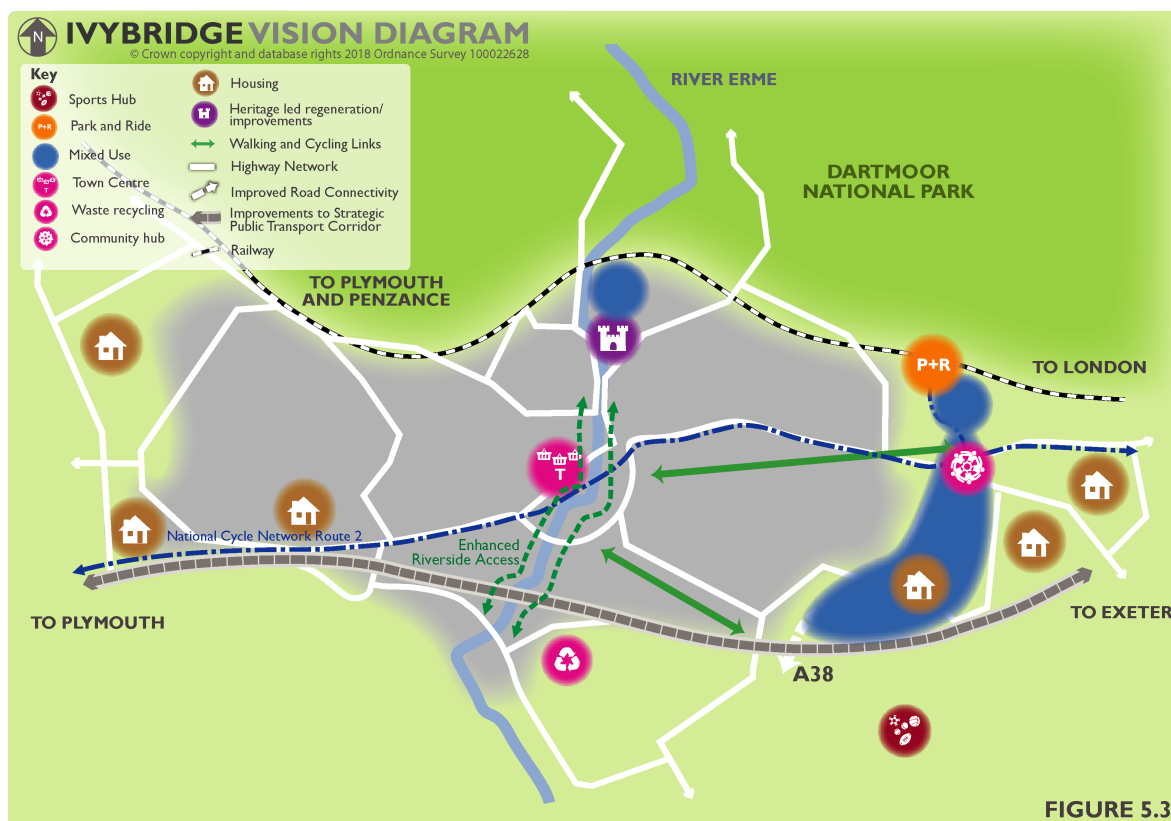 N
IVYBRIDGE VISION DIAGRAM
© Crown copyright and database rights 2018 Ordnance Survey 100022628
Key
Sports Hub
P+R
Park and Ride
Mixed Use
T
Town Centre
Waste recycling
Community hub
Housing
Heritage led regeneration/
improvements
Walking and Cycling Links
Highway Network
Improved Road Connectivity
Improvements to Strategic
Public Transport Corridor
Railway
RIVER ERME
DARTMOOR
NATIONAL PARK
TO PLYMOUTH
AND PENZANCE
P+R
TO LONDON
T
National Cycle Network Route 2
Enhanced
Riverside Access
TO PLYMOUTH
TO EXETER
A38
FIGURE 5.3